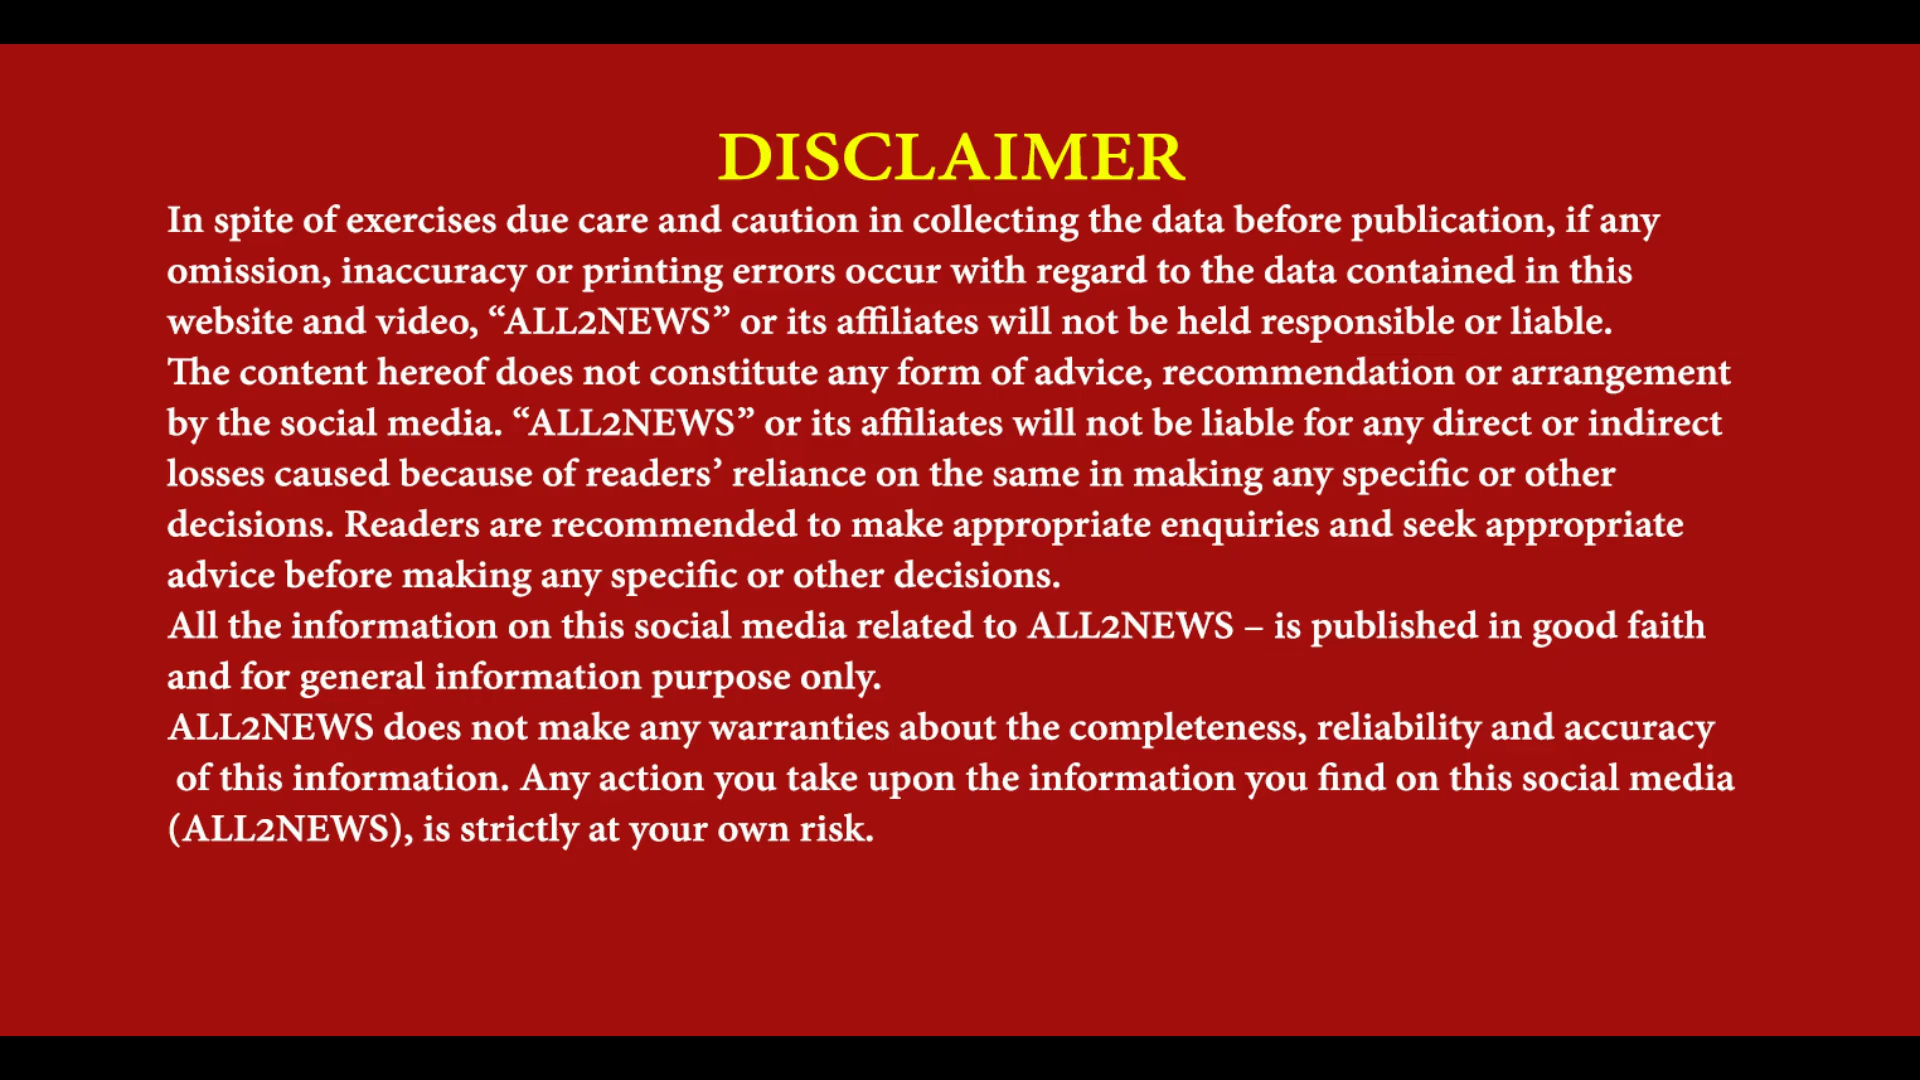 DISCLAIMER
In spite of exercises due care and caution in collecting the data before publication, if any
omission, inaccuracy or printing errors occur with regard to the data contained in this
website and video, “ALL2NEWS” or its affiliates will not be held responsible or liable.
The content hereof does not constitute any form of advice, recommendation or arrangement
by the social media. “ALL2NEWS” or its affiliates will not be liable for any direct or indirect
losses caused because of readers’ reliance on the same in making any specific or other
decisions. Readers are recommended to make appropriate enquiries and seek appropriate
advice before making any specific or other decisions.
All the information on this social media related to ALL2NEWS – is published in good faith
and for general information purpose only.
ALL2NEWS does not make any warranties about the completeness, reliability and accuracy
of this information. Any action you take upon the information you find on this social media
(ALL2NEWS), is strictly at your own risk.